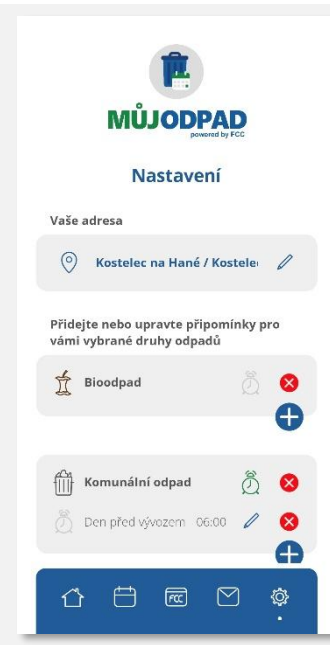 MŮJODPAD
powered by FCC
Nastavení
Vaše adresa
Kostelec na Hané / Kostele
Přidejte nebo upravte připomínky pro
vámi vybrané druhy odpadů
Bioodpad
Komunální odpad
Den před vývozem 06:00
FCC